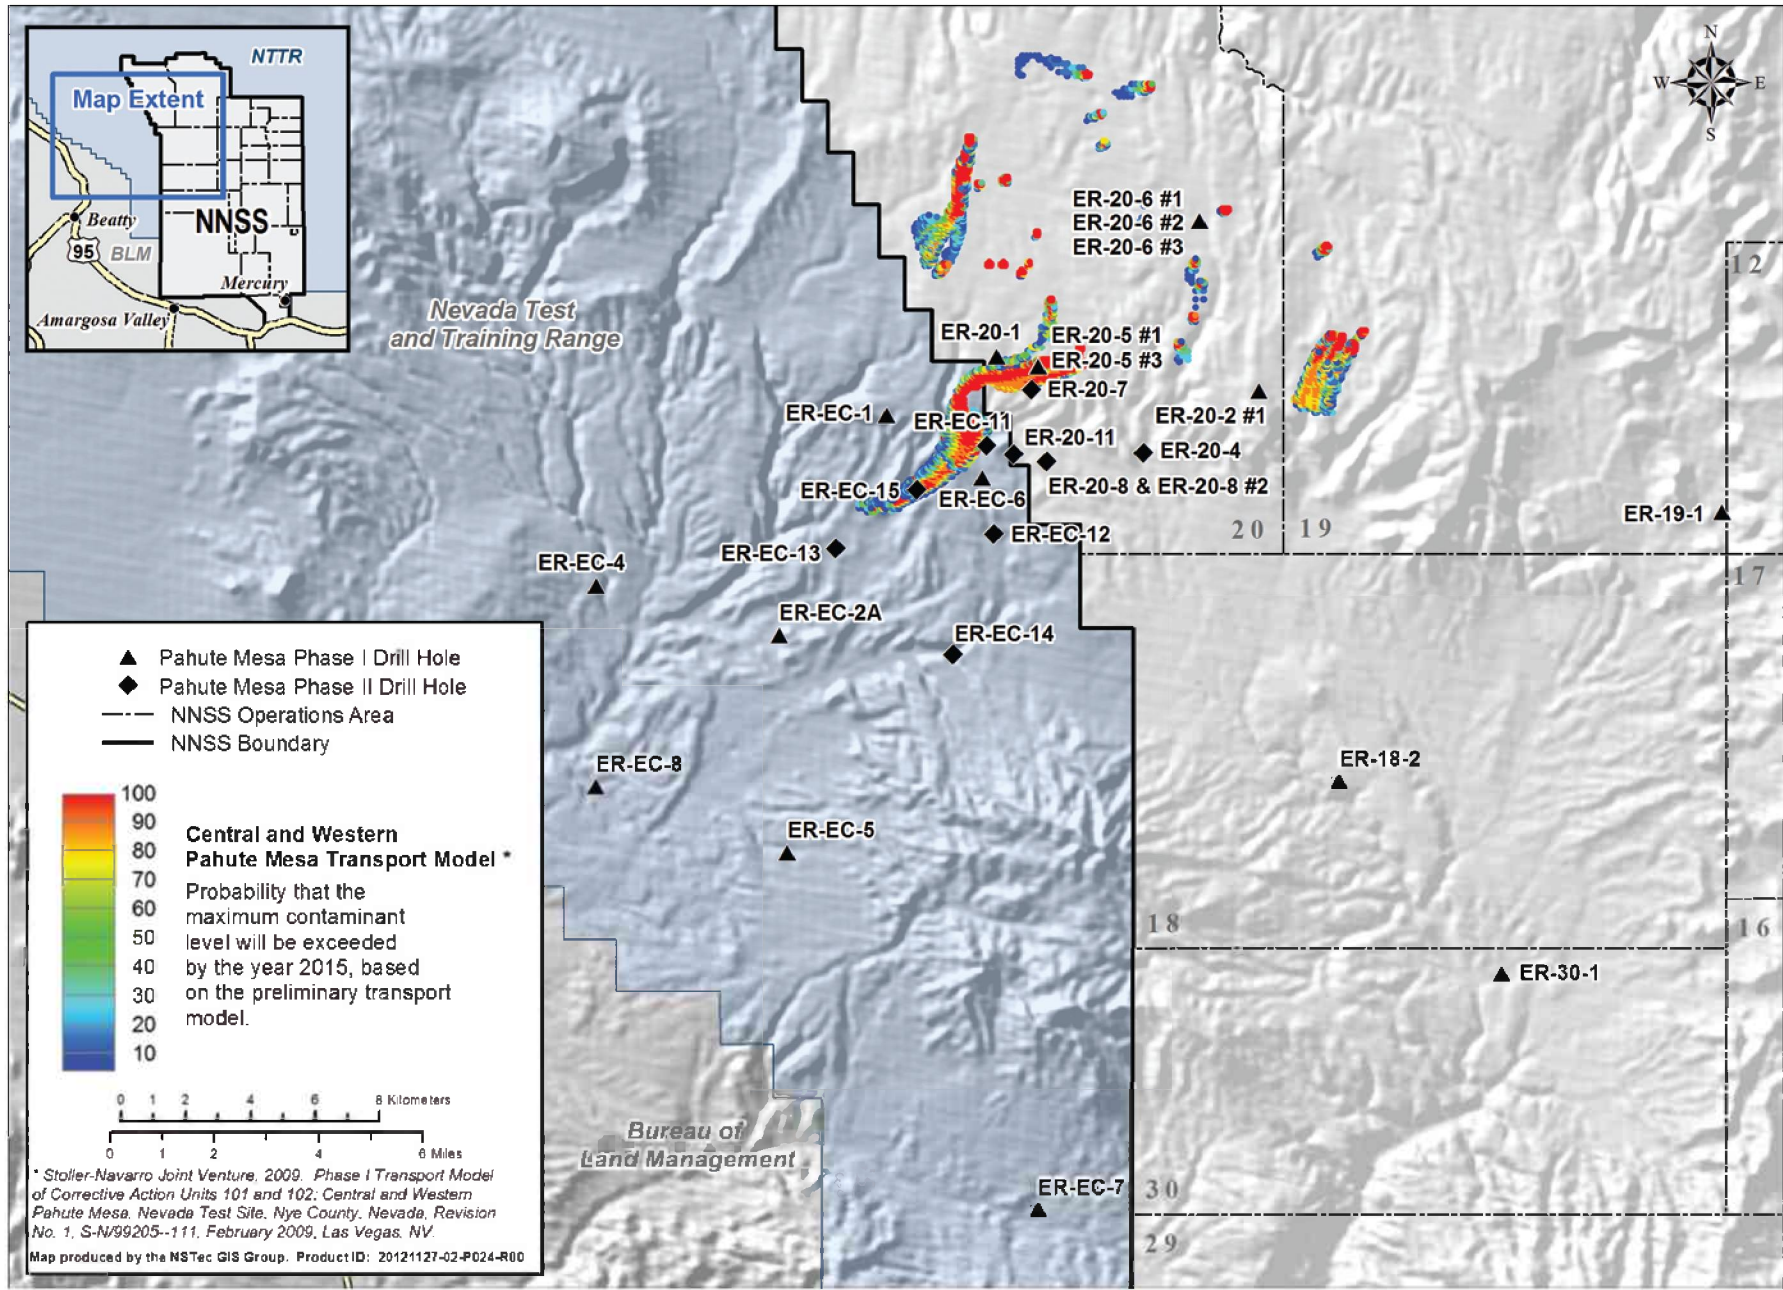 NTTR
Map Extent
NNSS
Beatty
95
BLM
Mercury
Amargosa Valley
N
W
E
S
Nevada Test
and Training Range
ER-20-6 #1
ER-20-6 #2
ER-20-6 #3
12
ER-20-1
ER-20-5 #1
ER-20-5 #3
ER-20-7
ER-EC-1
ER-EC-11
ER-20-2 #1
ER-20-11
ER-20-4
ER-EC-15
ER-EC-6
ER-20-8 & ER-20-8 #2
ER-19-1
20
19
ER-EC-12
ER-EC-13
ER-EC-4
17
ER-EC-2A
ER-EC-14
ER-EC-8
ER-18-2
ER-EC-5
18
16
ER-30-1
Bureau of
Land Management
ER-EC-7
30
29
Pahute Mesa Phase I Drill Hole
Pahute Mesa Phase II Drill Hole
NNSS Operations Area
NNSS Boundary
100
90
80
70
60
50
40
30
20
10
Central and Western
Pahute Mesa Transport Model *
Probability that the
maximum contaminant
level will be exceeded
by the year 2015, based
on the preliminary transport
model.
0 1 2 4 6 8 Kilometers
0 1 2 4 6 Miles
* Stoller-Navarro Joint Venture, 2009. Phase I Transport Model
of Corrective Action Units 101 and 102: Central and Western
Pahute Mesa, Nevada Test Site, Nye County, Nevada, Revision
No. 1, S-N/99205--111, February 2009, Las Vegas, NV.
Map produced by the NSTec GIS Group. Product ID: 20121127-02-P024-R00